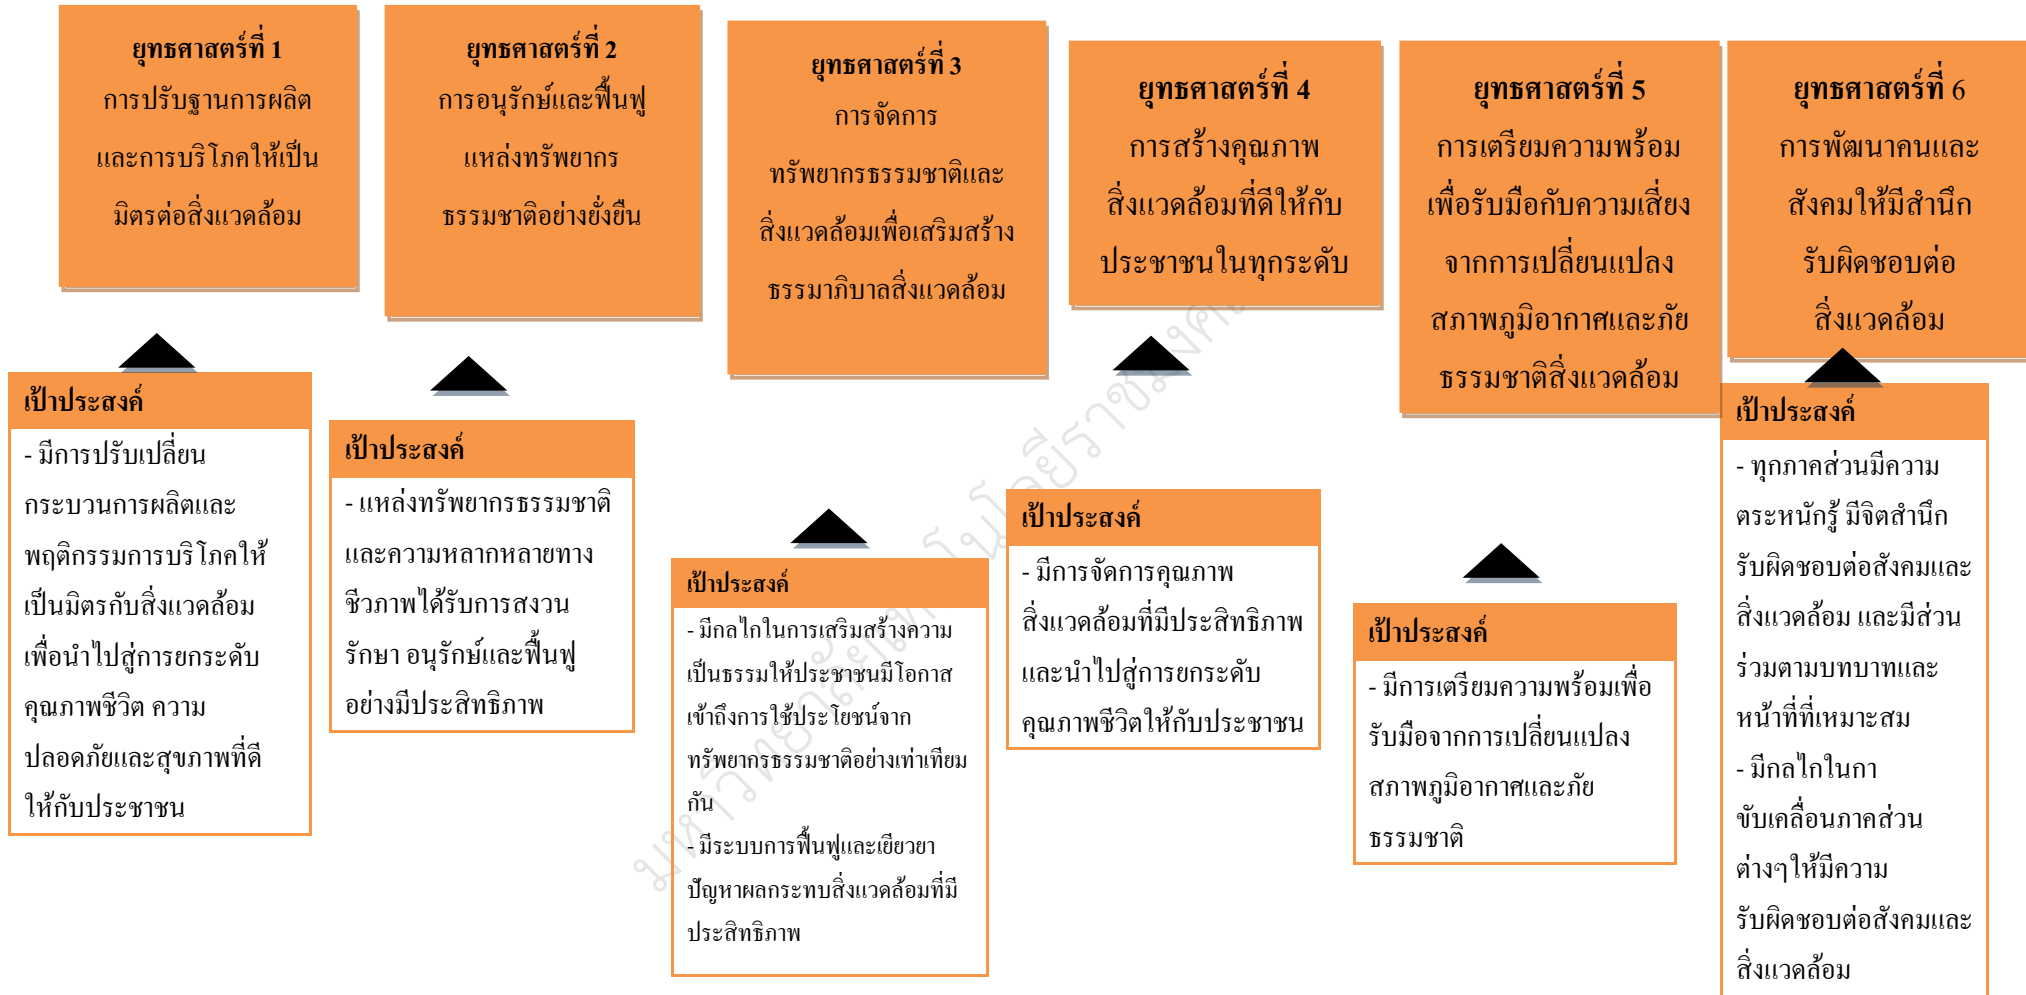 ยุทธศาสตร์ที่ 1
การปรับฐานการผลิต
และการบริโภคให้เป็น
มิตรต่อสิ่งแวดล้อม
ยุทธศาสตร์ที่ 2
การอนุรักษ์และฟื้นฟู
แหล่งทรัพยากร
ธรรมชาติอย่างยั่งยืน
ยุทธศาสตร์ที่ 3
การจัดการ
ทรัพยากรธรรมชาติและ
สิ่งแวดล้อมเพื่อเสริมสร้าง
ธรรมาภิบาลสิ่งแวดล้อม
ยุทธศาสตร์ที่ 4
การสร้างคุณภาพ
สิ่งแวดล้อมที่ดีให้กับ
ประชาชนในทุกระดับ
ยุทธศาสตร์ที่ 5
การเตรียมความพร้อม
เพื่อรับมือกับความเสี่ยง
จากการเปลี่ยนแปลง
สภาพภูมิอากาศและภัย
ธรรมชาติสิ่งแวดล้อม
ยุทธศาสตร์ที่ 6
การพัฒนาคนและ
สังคมให้มีสำนึก
รับผิดชอบต่อ
สิ่งแวดล้อม
เป้าประสงค์
- มีการปรับเปลี่ยน
กระบวนการผลิตและ
พฤติกรรมการบริโภคให้
เป็นมิตรกับสิ่งแวดล้อม
เพื่อนำไปสู่การยกระดับ
คุณภาพชีวิต ความ
ปลอดภัยและสุขภาพที่ดี
ให้กับประชาชน
เป้าประสงค์
- แหล่งทรัพยากรธรรมชาติ
และความหลากหลายทาง
ชีวภาพได้รับการสงวน
รักษา อนุรักษ์และฟื้นฟู
อย่างมีประสิทธิภาพ
เป้าประสงค์
- มีกลไกในการเสริมสร้างความ
เป็นธรรมให้ประชาชนมีโอกาส
เข้าถึงการใช้ประโยชน์จาก
ทรัพยากรธรรมชาติอย่างเท่าเทียม
กัน
- มีระบบการฟื้นฟูและเยียวยา
ปัญหาผลกระทบสิ่งแวดล้อมที่มี
ประสิทธิภาพ
เป้าประสงค์
- มีการจัดการคุณภาพ
สิ่งแวดล้อมที่มีประสิทธิภาพ
และนำไปสู่การยกระดับ
คุณภาพชีวิตให้กับประชาชน
เป้าประสงค์
- มีการเตรียมความพร้อมเพื่อ
รับมือจากการเปลี่ยนแปลง
สภาพภูมิอากาศและภัย
ธรรมชาติ
เป้าประสงค์
- ทุกภาคส่วนมีความ
ตระหนักรู้ มีจิตสำนึก
รับผิดชอบต่อสังคมและ
สิ่งแวดล้อม และมีส่วน
ร่วมตามบทบาทและ
หน้าที่ที่เหมาะสม
- มีกลไกในกา
ขับเคลื่อนภาคส่วน
ต่างๆให้มีความ
รับผิดชอบต่อสังคมและ
สิ่งแวดล้อม